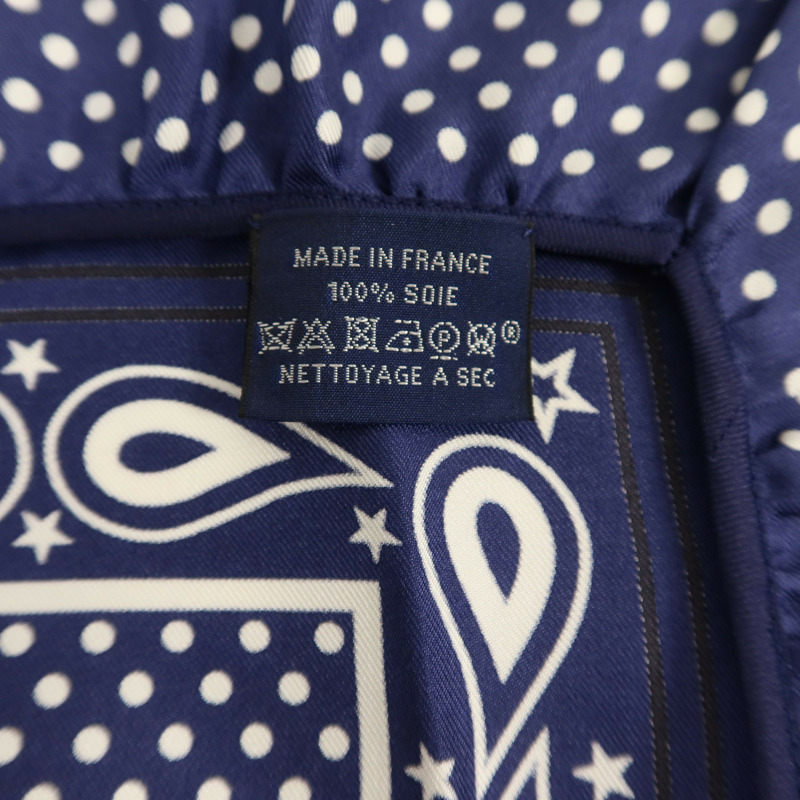 MADE IN FRANCE
100% SOIE
P W ®
NETTOYAGE A SEC